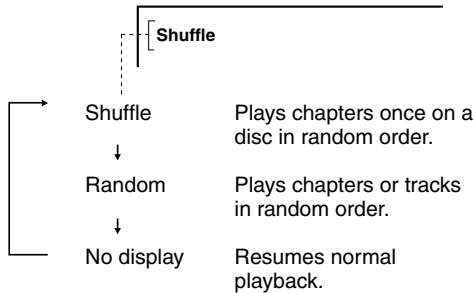 Shuffle
Shuffle Plays chapters once on a
disc in random order.
Random Plays chapters or tracks
in random order.
No display Resumes normal
playback.